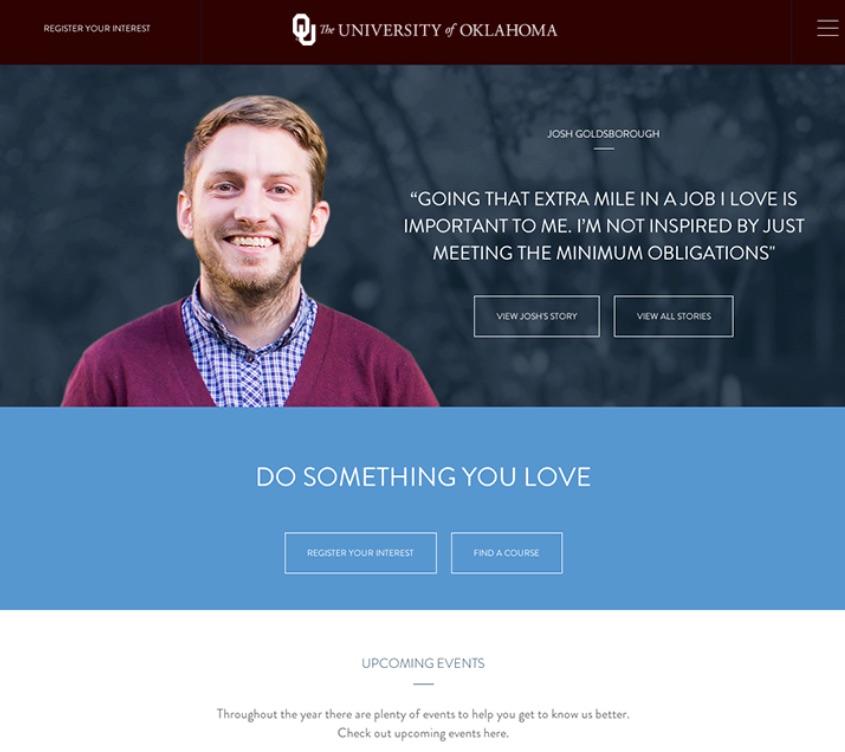 REGISTER YOUR INTEREST
OU The UNIVERSITY of OKLAHOMA
JOSH GOLDSBOROUGH
“GOING THAT EXTRA MILE IN A JOB I LOVE IS
IMPORTANT TO ME. I’M NOT INSPIRED BY JUST
MEETING THE MINIMUM OBLIGATIONS"
VIEW JOSH'S STORY
VIEW ALL STORIES
DO SOMETHING YOU LOVE
REGISTER YOUR INTEREST
FIND A COURSE
UPCOMING EVENTS
Throughout the year there are plenty of events to help you get to know us better.
Check out upcoming events here.